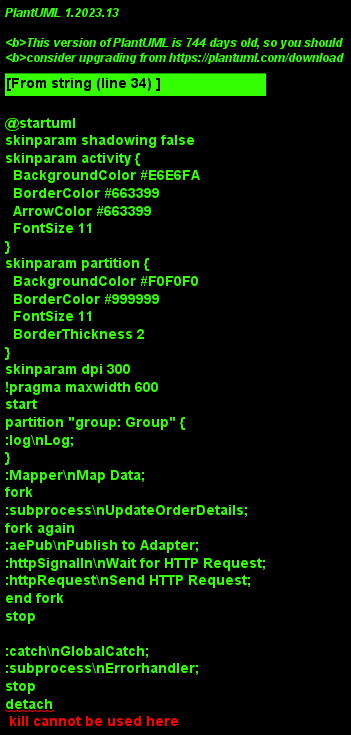 PlantUML 1.2023.13
<b>This version of PlantUML is 744 days old, so you should
<b>consider upgrading from https://plantuml.com/download
[From string (line 34) ]
@startuml
skinparam shadowing false
skinparam activity {
BackgroundColor #E6E6FA
BorderColor #663399
ArrowColor #663399
FontSize 11
}
skinparam partition {
BackgroundColor #F0F0F0
BorderColor #999999
FontSize 11
BorderThickness 2
}
skinparam dpi 300
!pragma maxwidth 600
start
partition "group: Group" {
:log\nLog;
}
:Mapper\nMap Data;
fork
:subprocess\nUpdateOrderDetails;
fork again
:aePub\nPublish to Adapter;
:httpSignalIn\nWait for HTTP Request;
:httpRequest\nSend HTTP Request;
end fork
stop
:catch\nGlobalCatch;
:subprocess\nErrorhandler;
stop
detach
kill cannot be used here